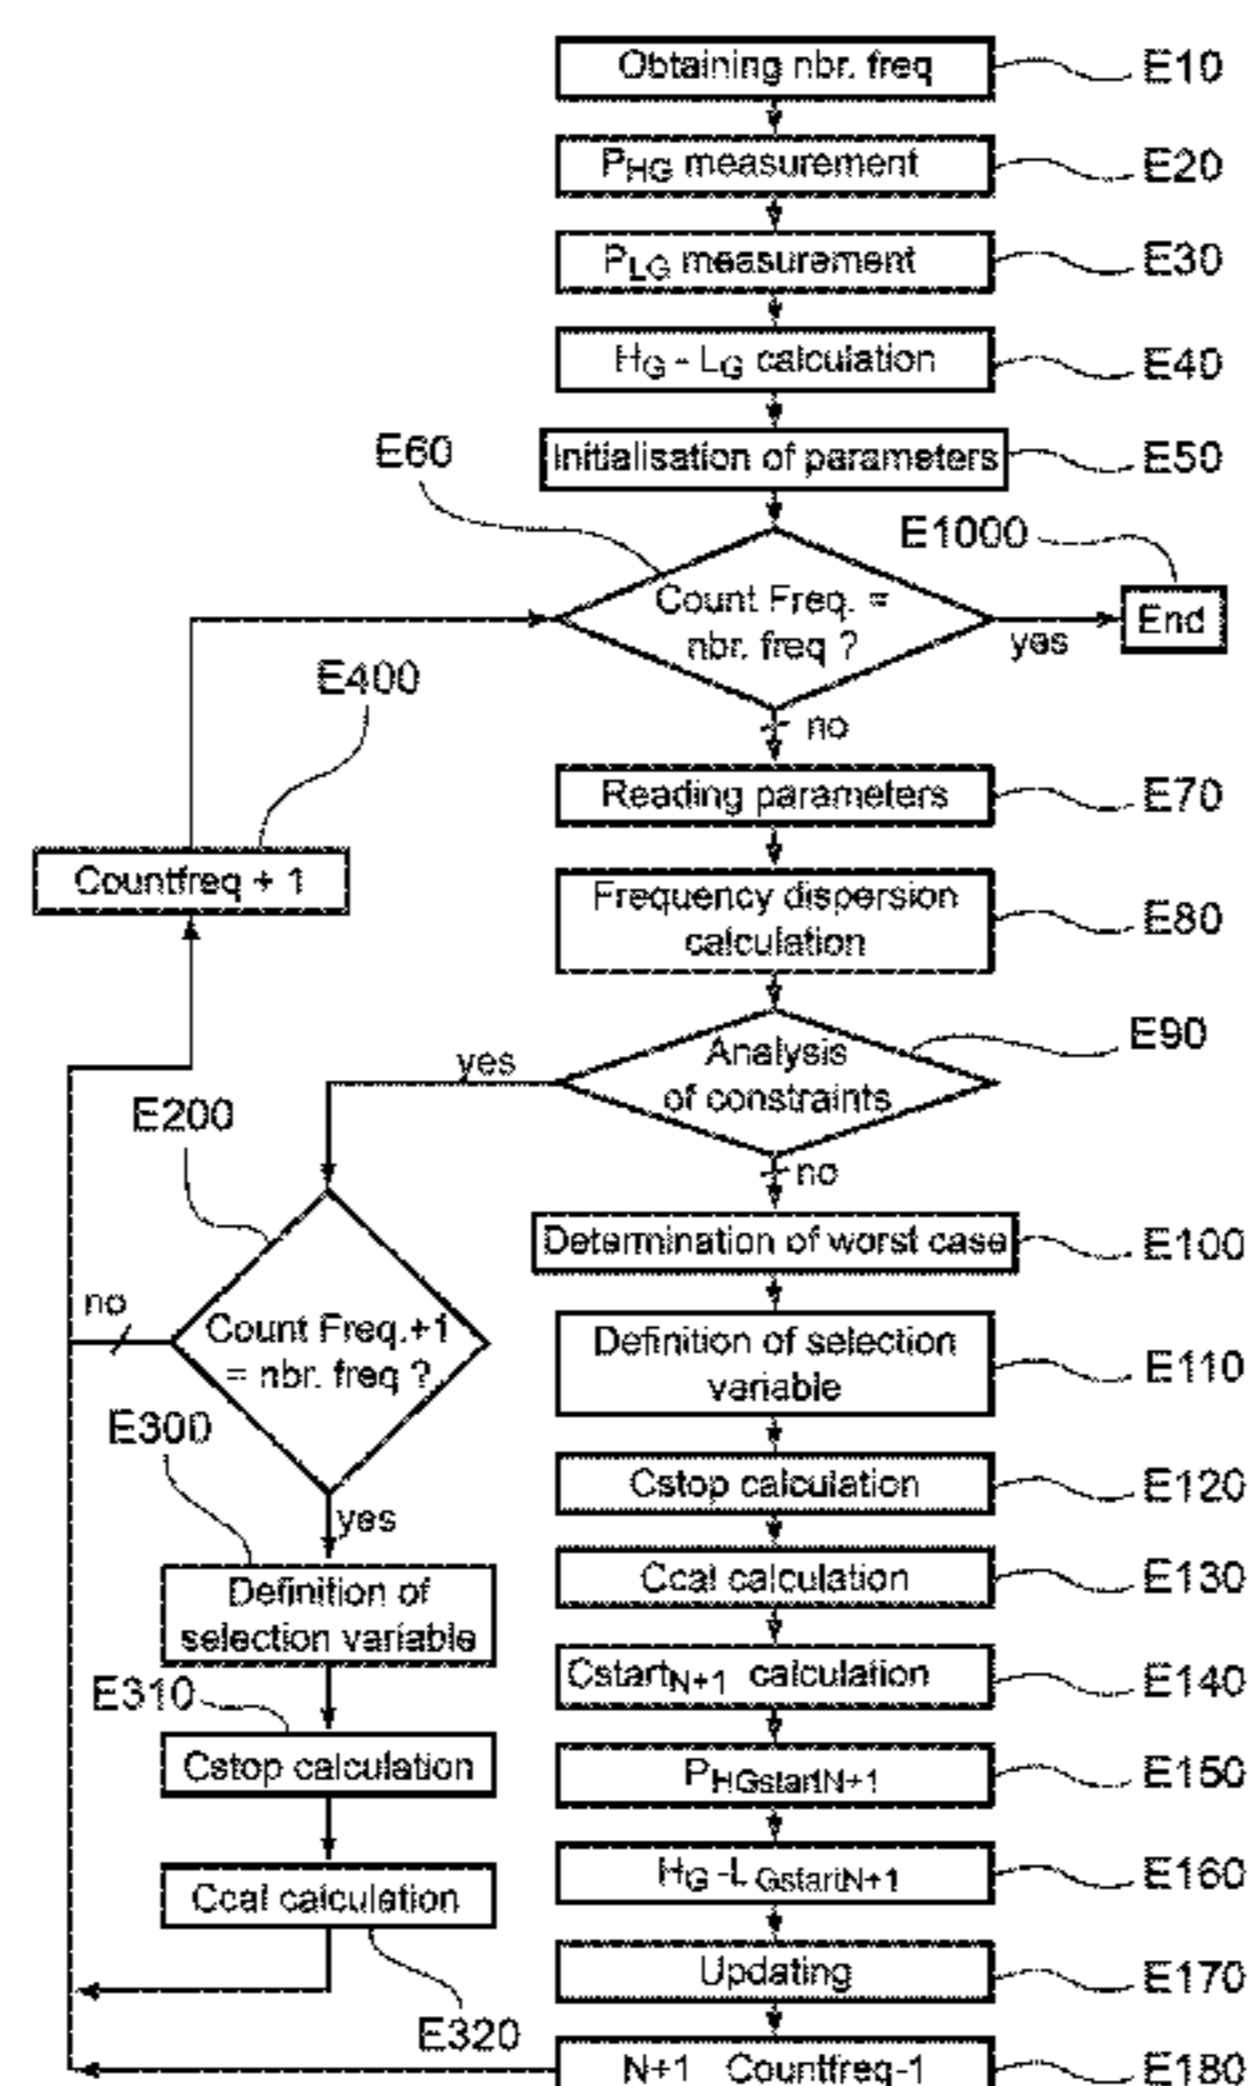 Obtaining nbr. freq
E10
PHG measurement
E20
PLG measurement
E30
HG - LG calculation
E40
Initialisation of parameters
E50
E60
Count Freq. =
nbr. freq ?
yes
E1000
End
no
E400
Countfreq + 1
Reading parameters
E70
Frequency dispersion
calculation
E80
Analysis
of constraints
E90
yes
no
E200
Count Freq.+1
= nbr. freq ?
no
yes
Determination of worst case
E100
Definition of selection
variable
E110
Cstop calculation
E120
Ccal calculation
E130
CstartN+1 calculation
E140
PHGstartN+1
E150
HG -L GstartN+1
E160
Updating
E170
N+1 Countfreq-1
E180
E300
Definition of
selection variable
E310
Cstop calculation
Ccal calculation
E320